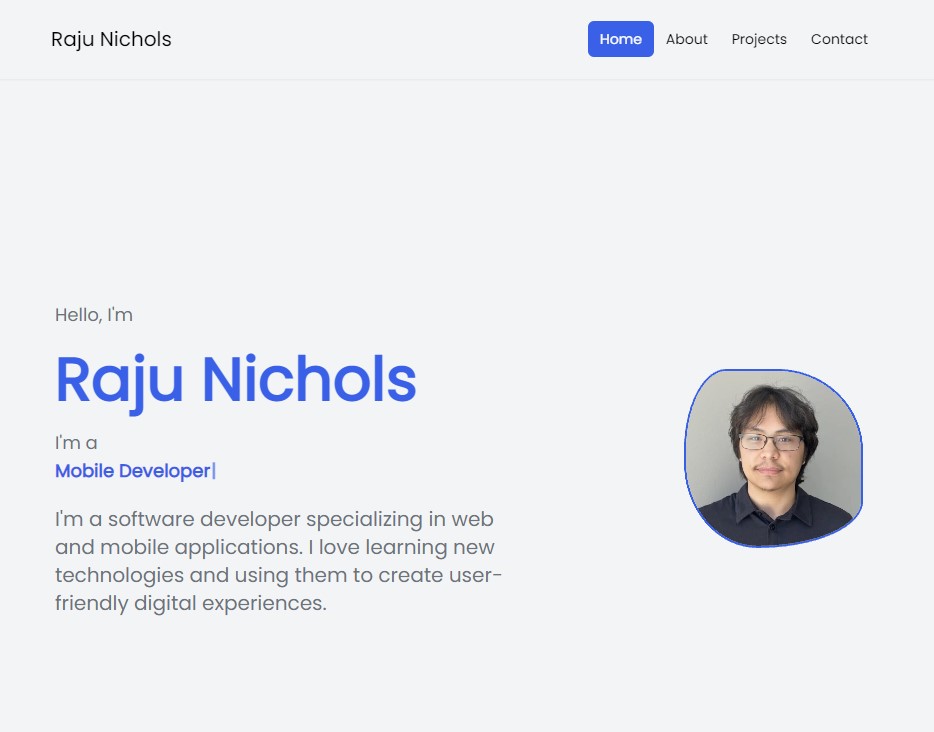 Raju Nichols
Home About Projects Contact
Hello, I'm
Raju Nichols
I'm a
Mobile Developer|
I'm a software developer specializing in web
and mobile applications. I love learning new
technologies and using them to create user-
friendly digital experiences.